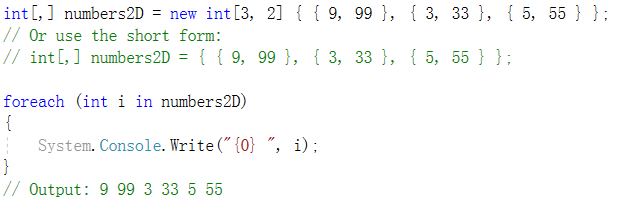 int[,] numbers2D = new int[3, 2] { { 9, 99 }, { 3, 33 }, { 5, 55 } };
// Or use the short form:
// int[,] numbers2D = { { 9, 99 }, { 3, 33 }, { 5, 55 } };
foreach (int i in numbers2D)
{
System.Console.Write("{0} ", i);
}
// Output: 9 99 3 33 5 55